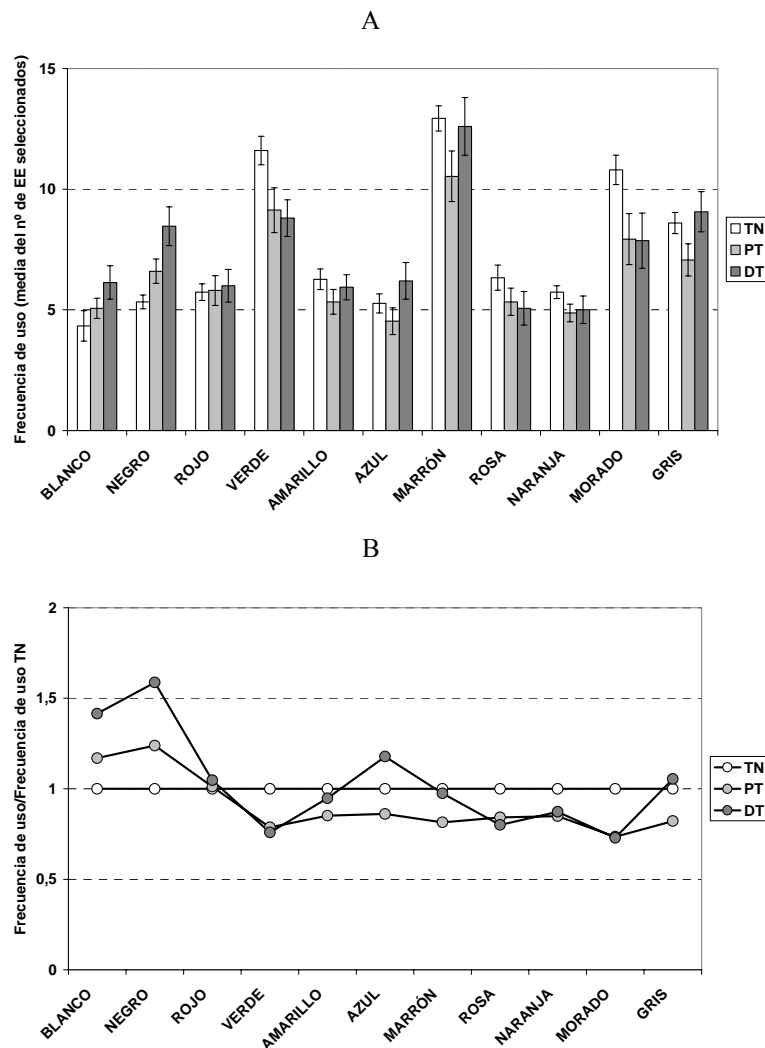 A
Frecuencia de uso (media del nº de EE seleccionados)
15
10
5
0
BLANCO
NEGRO
ROJO
VERDE
AMARILLO
AZUL
MARRÓN
ROSA
NARANJA
MORADO
GRIS
TN
PT
DT
B
Frecuencia de uso/Frecuencia de uso TN
2
1,5
1
0,5
0
BLANCO
NEGRO
ROJO
VERDE
AMARILLO
AZUL
MARRÓN
ROSA
NARANJA
MORADO
GRIS
TN
PT
DT